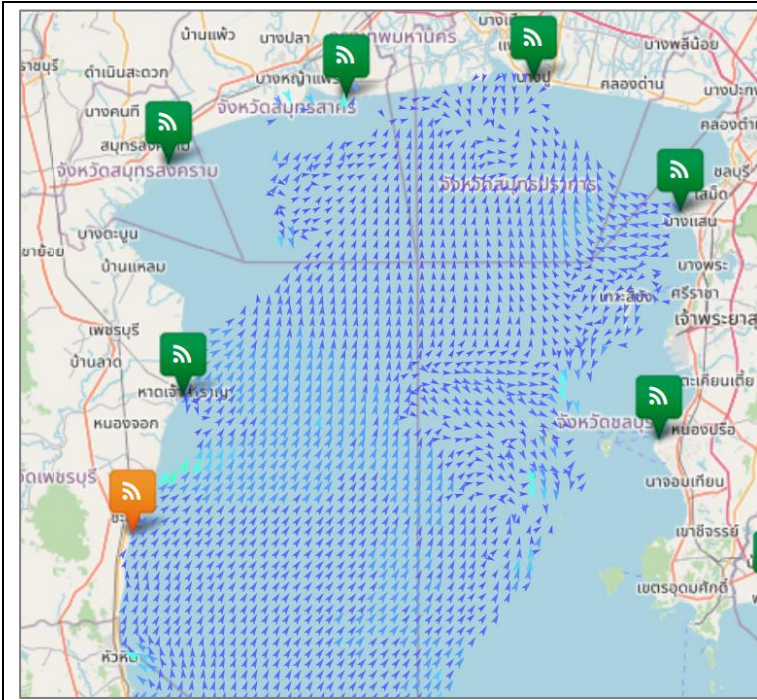 บ้านแพ้ว
บางปลา
บางพลีน้อย
ราชบุรี
ดำเนินสะดวก
บางหญ้าแพรก
บางปู
คลองด่าน
บางปะกง
บางคนที
จังหวัดสมุทรสาคร
คลองตำ
สมุทรสงคราม
จังหวัดสมุทรสงคราม
จังหวัดสมุทรปราการ
ชลบุรี
เสม็ด
บางแสน
บางตะบูน
เขาย้อย
บ้านแหลม
บางพระ
เกาะสีชัง
ศรีราชา
เพชรบุรี
เจ้าพระยาสุ
บ้านลาด
หาดเจ้าสำราญ
ตะเคียนเตี้ย
หนองจอก
จังหวัดชลบุรี
หนองปรือ
วัดเพชรบุรี
นาจอมเทียน
ชะ
เขาชีจรรย์
เขตรอุดมศักดิ์
หัวหิน